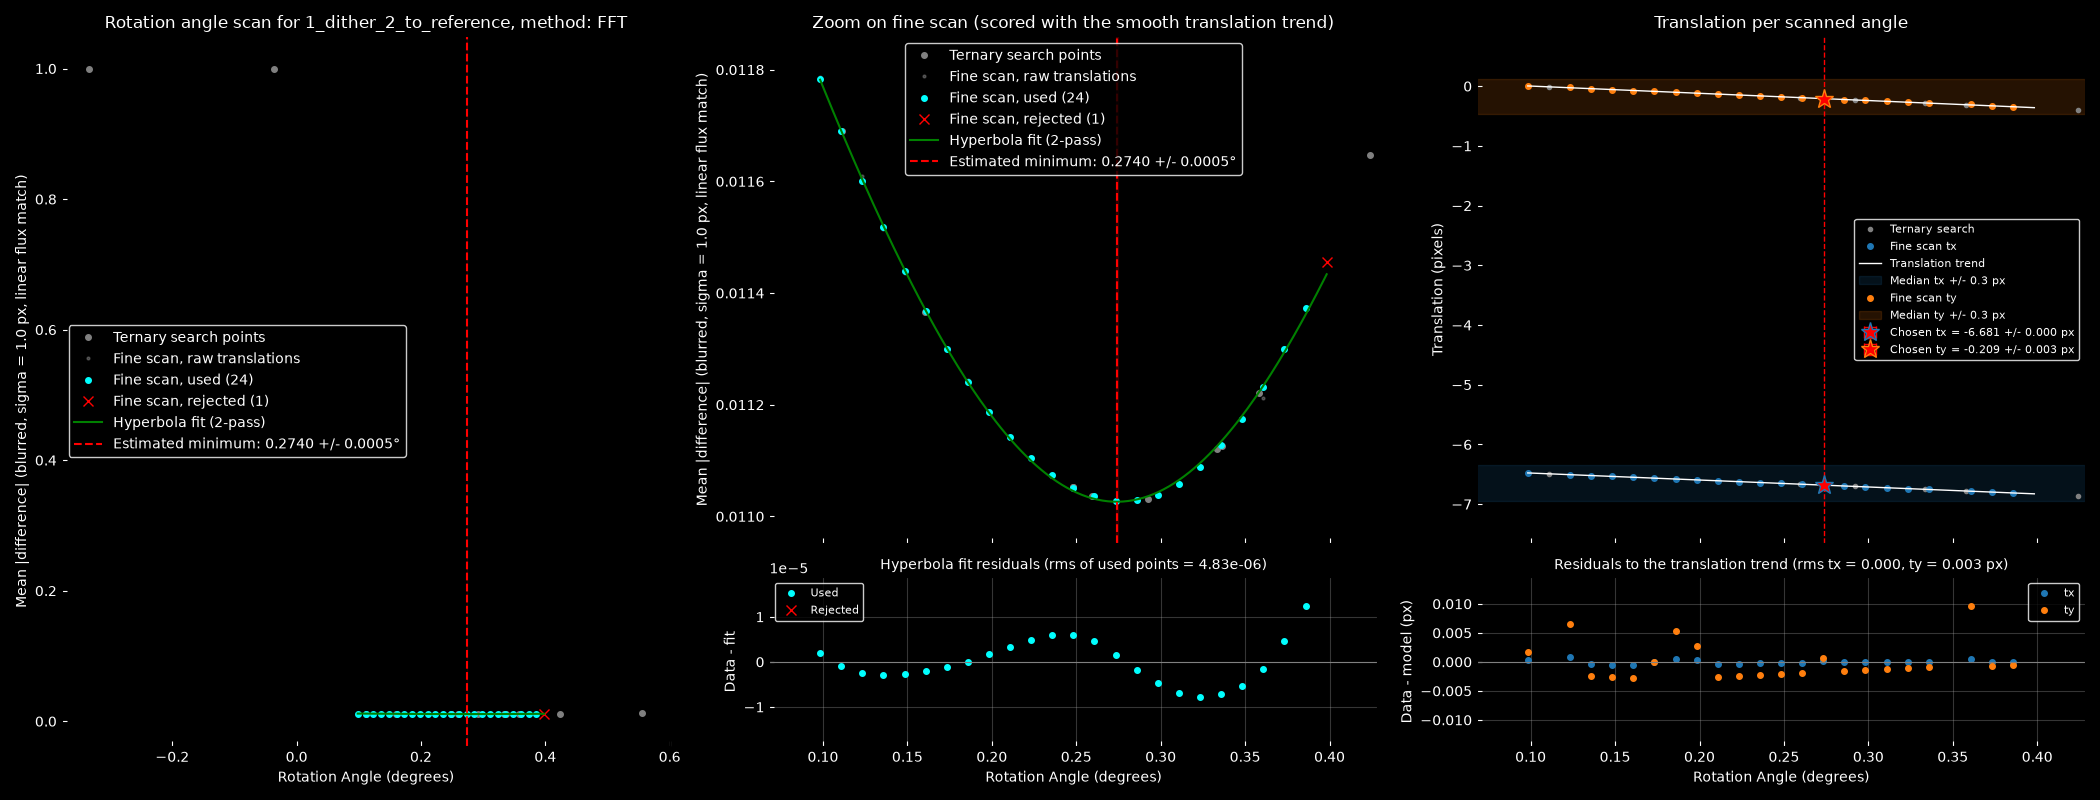 Rotation angle scan for 1_dither_2_to_reference, method: FFT
Mean |difference| (blurred, sigma = 1.0 px, linear flux match)
1.0
0.8
0.6
0.4
0.2
0.0
Ternary search points
Fine scan, raw translations
Fine scan, used (24)
Fine scan, rejected (1)
Hyperbola fit (2-pass)
Estimated minimum: 0.2740 +/- 0.0005°
−0.2
0.0
0.2
0.4
0.6
Rotation Angle (degrees)
Zoom on fine scan (scored with the smooth translation trend)
Mean |difference| (blurred, sigma = 1.0 px, linear flux match)
0.0118
0.0116
0.0114
0.0112
0.0110
Ternary search points
Fine scan, raw translations
Fine scan, used (24)
Fine scan, rejected (1)
Hyperbola fit (2-pass)
Estimated minimum: 0.2740 +/- 0.0005°
Hyperbola fit residuals (rms of used points = 4.83e-06)
1e−5
Data - fit
1
0
−1
Used
Rejected
0.10
0.15
0.20
0.25
0.30
0.35
0.40
Rotation Angle (degrees)
Translation per scanned angle
Translation (pixels)
0
−1
−2
−3
−4
−5
−6
−7
Ternary search
Fine scan tx
Translation trend
Median tx +/- 0.3 px
Fine scan ty
Median ty +/- 0.3 px
Chosen tx = -6.681 +/- 0.000 px
Chosen ty = -0.209 +/- 0.003 px
Residuals to the translation trend (rms tx = 0.000, ty = 0.003 px)
Data - model (px)
0.010
0.005
0.000
−0.005
−0.010
tx
ty
0.10
0.15
0.20
0.25
0.30
0.35
0.40
Rotation Angle (degrees)